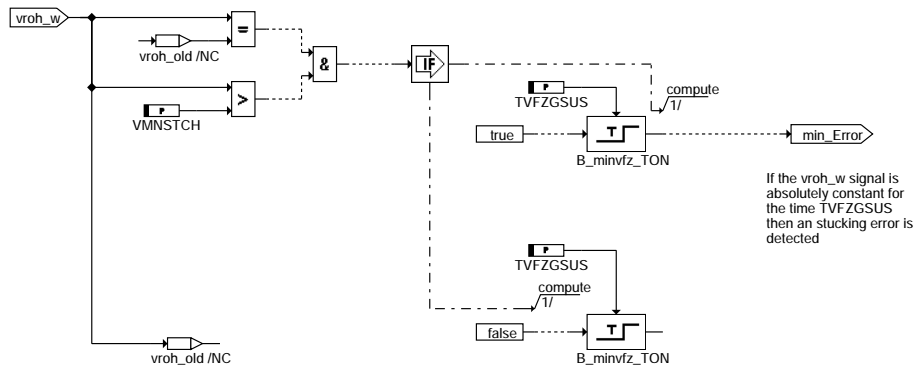 vroh_w
=
vroh_old /NC
&
IF
>
P
VMNSTCH
P
TVFZGSUS
compute
1/
true
T
B_minvfz_TON
min_Error
If the vroh_w signal is
absolutely constant for
the time TVFZGSUS
then an stucking error is
detected
P
TVFZGSUS
compute
1/
false
T
B_minvfz_TON
vroh_old /NC